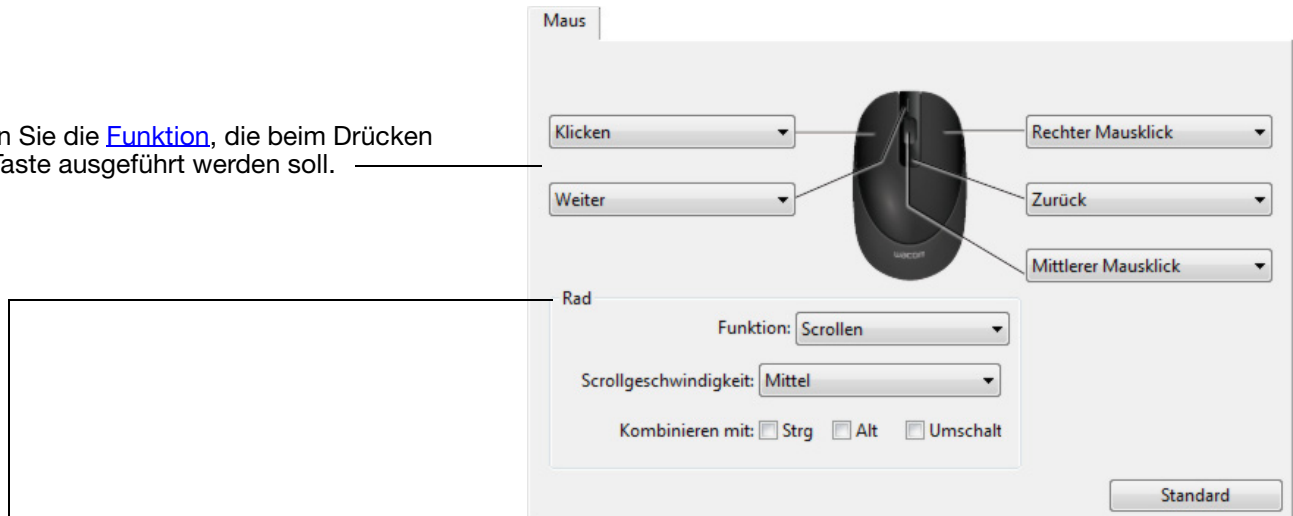 Maus
n Sie die Funktion, die beim Drücken
Taste ausgeführt werden soll.
Klicken
Rechter Mausklick
Weiter
Zurück
wacom
Mittlerer Mausklick
Rad
Funktion: Scrollen
Scrollgeschwindigkeit: Mittel
Kombinieren mit: Strg Alt Umschalt
Standard